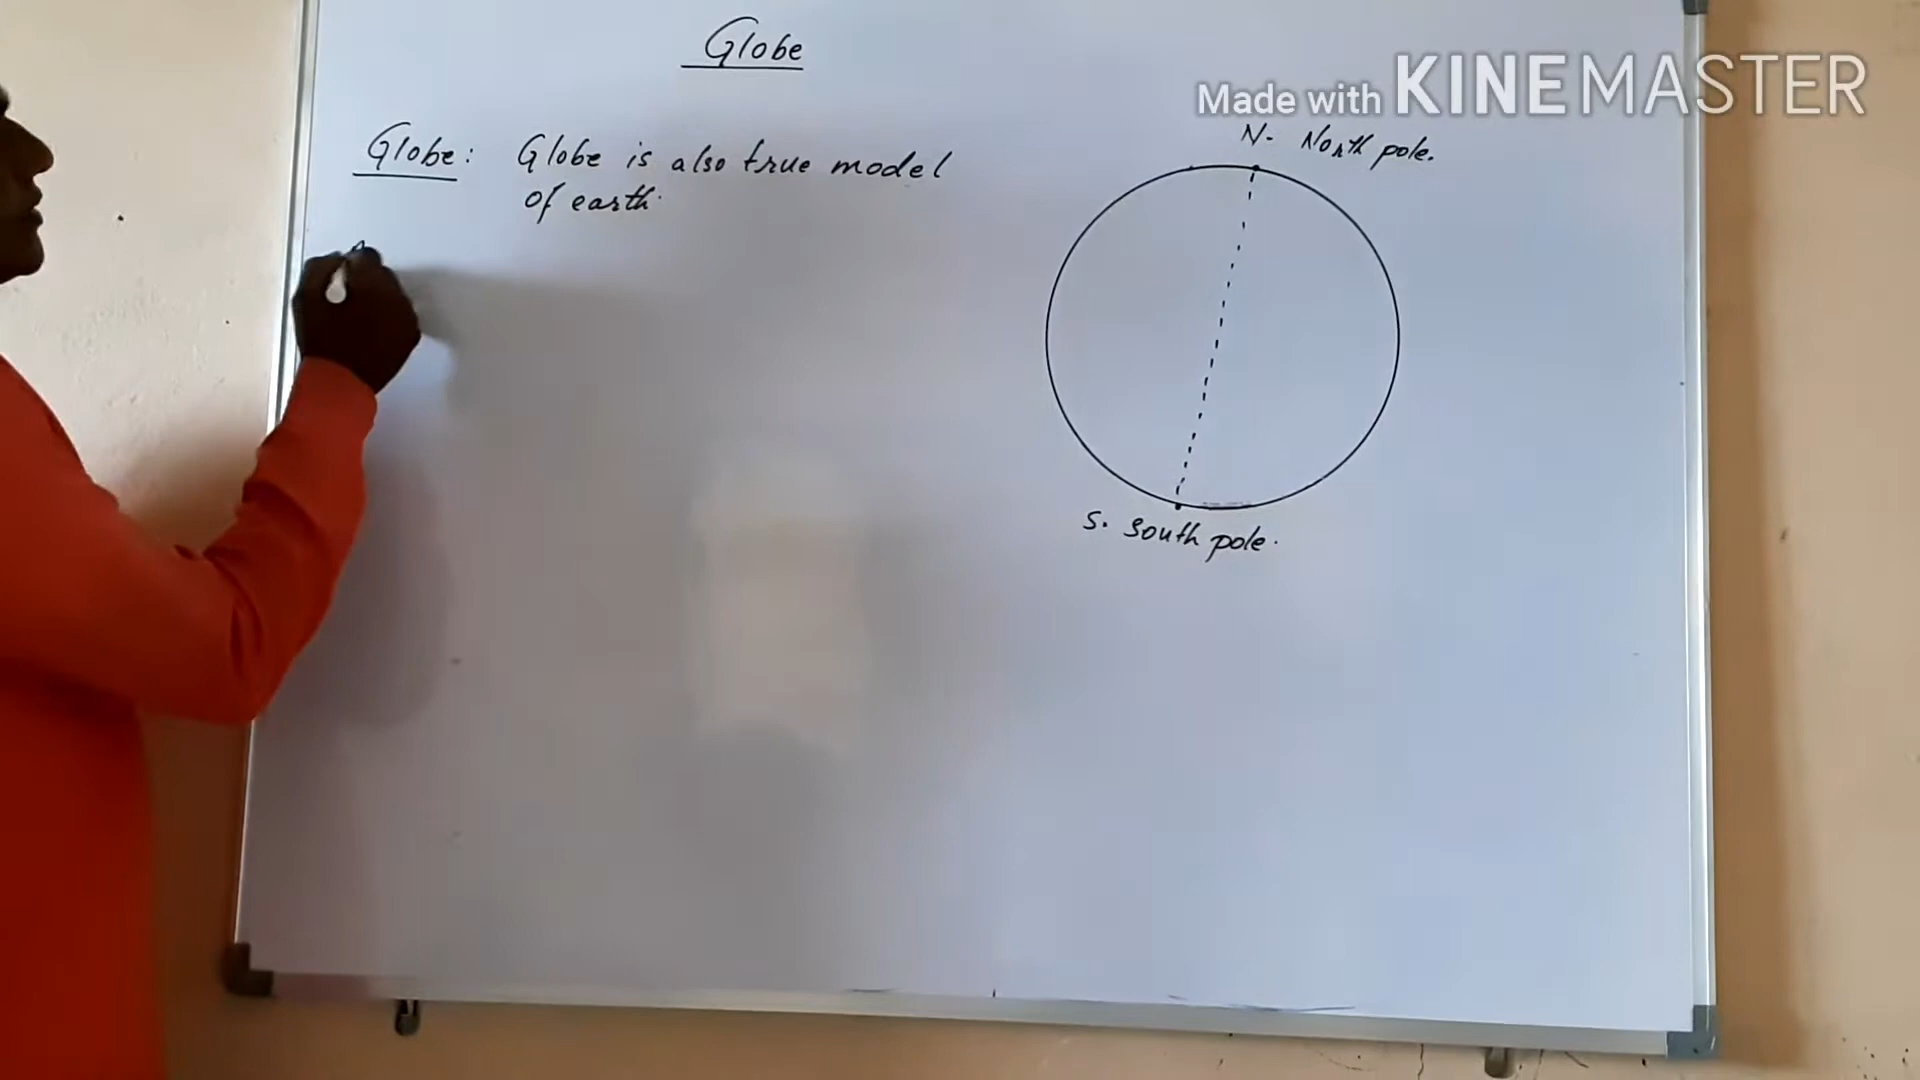 Globe
Made with KINEMASTER
Globe: Globe is also true model
of earth.
N- North pole.
S. South pole.